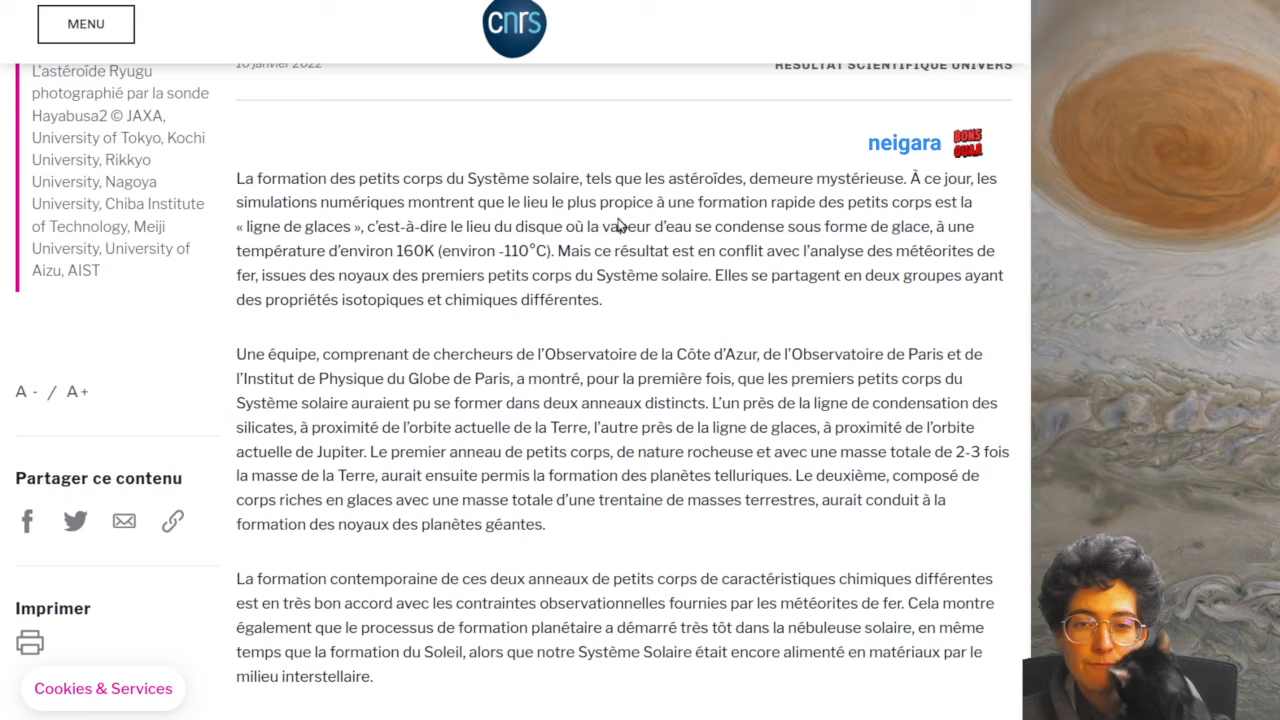 MENU
cnrs
L'astéroïde Ryugu
photographié par la sonde
Hayabusa2 © JAXA,
University of Tokyo, Kochi
University, Rikkyo
University, Nagoya
University, Chiba Institute
of Technology, Meiji
University, University of
Aizu, AIST
A - / A+
Partager ce contenu
Imprimer
Cookies & Services
10 janvier 2022
RÉSULTAT SCIENTIFIQUE UNIVERS
neigara BONS
OUAR
La formation des petits corps du Système solaire, tels que les astéroïdes, demeure mystérieuse. À ce jour, les
simulations numériques montrent que le lieu le plus propice à une formation rapide des petits corps est la
« ligne de glaces », c'est-à-dire le lieu du disque où la vapeur d'eau se condense sous forme de glace, à une
température d'environ 160K (environ -110°C). Mais ce résultat est en conflit avec l'analyse des météorites de
fer, issues des noyaux des premiers petits corps du Système solaire. Elles se partagent en deux groupes ayant
des propriétés isotopiques et chimiques différentes.
Une équipe, comprenant de chercheurs de l'Observatoire de la Côte d'Azur, de l'Observatoire de Paris et de
l'Institut de Physique du Globe de Paris, a montré, pour la première fois, que les premiers petits corps du
Système solaire auraient pu se former dans deux anneaux distincts. L'un près de la ligne de condensation des
silicates, à proximité de l'orbite actuelle de la Terre, l'autre près de la ligne de glaces, à proximité de l'orbite
actuelle de Jupiter. Le premier anneau de petits corps, de nature rocheuse et avec une masse totale de 2-3 fois
la masse de la Terre, aurait ensuite permis la formation des planètes telluriques. Le deuxième, composé de
corps riches en glaces avec une masse totale d'une trentaine de masses terrestres, aurait conduit à la
formation des noyaux des planètes géantes.
La formation contemporaine de ces deux anneaux de petits corps de caractéristiques chimiques différentes
est en très bon accord avec les contraintes observationnelles fournies par les météorites de fer. Cela montre
également que le processus de formation planétaire a démarré très tôt dans la nébuleuse solaire, en même
temps que la formation du Soleil, alors que notre Système Solaire était encore alimenté en matériaux par le
milieu interstellaire.